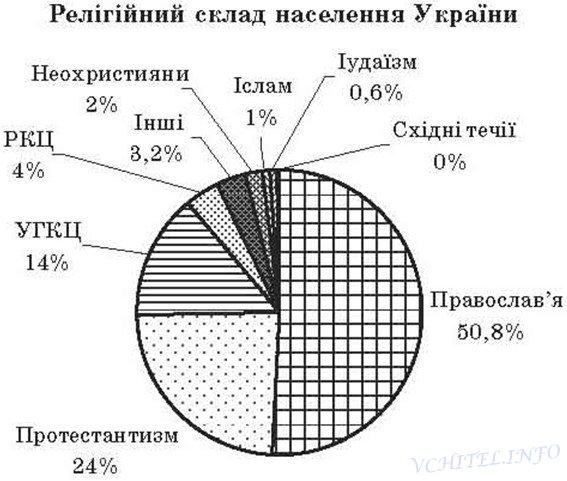 Релігійний склад населення України
Іудаїзм
0,6%
Неохристияни
2%
Іслам
1%
Інші
3,2%
Східні течії
0%
РКЦ
4%
УГКЦ
14%
Православ’я
50,8%
Протестантизм
24%
VCHITEL.INFO